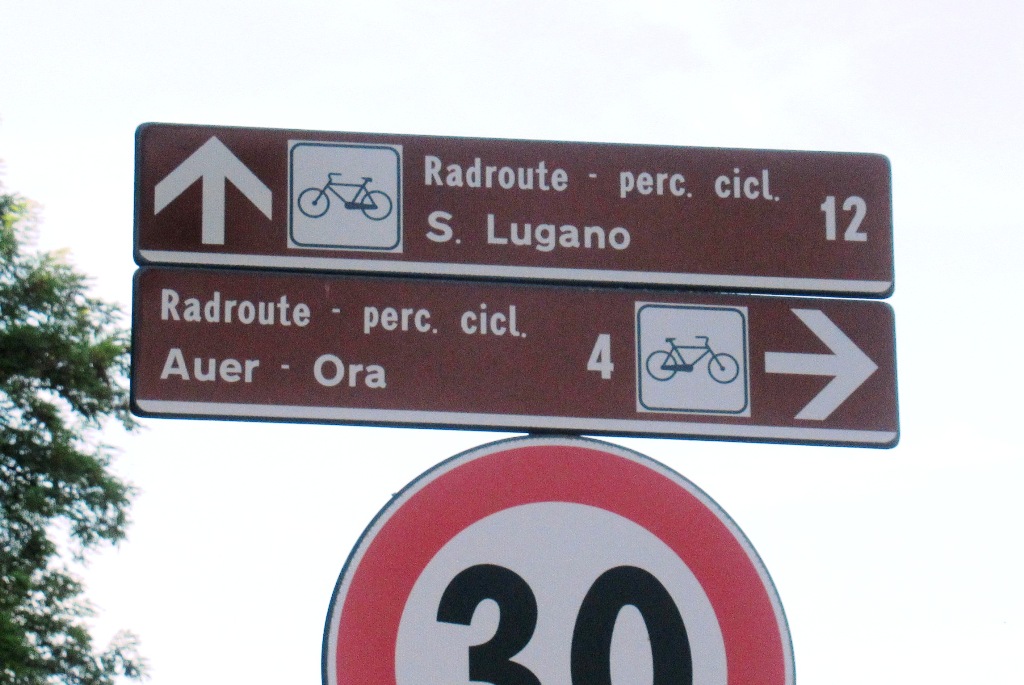 Radroute - perc. cicl.
S. Lugano 12
Radroute - perc. cicl.
Auer - Ora 4
30